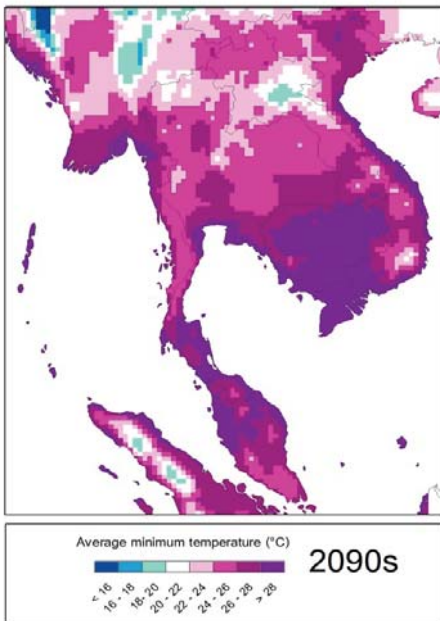 Average minimum temperature (°C)
2090s
< 16
16 - 18
18-20
20 - 22
22 - 24
24 - 26
26 - 28
> 28